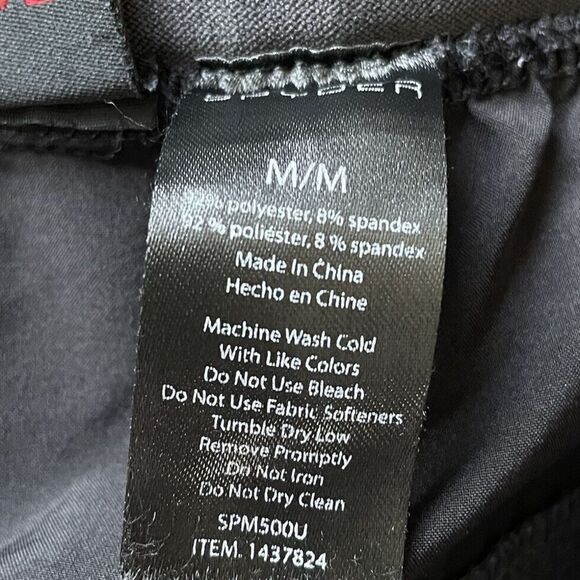 SPYDER
M/M
92% polyester, 8% spandex
92 % poliéster, 8 % spandex
Made In China
Hecho en Chine
Machine Wash Cold
With Like Colors
Do Not Use Bleach
Do Not Use Fabric Softeners
Tumble Dry Low
Remove Promptly
Do Not Iron
Do Not Dry Clean
SPM500U
ITEM. 1437824